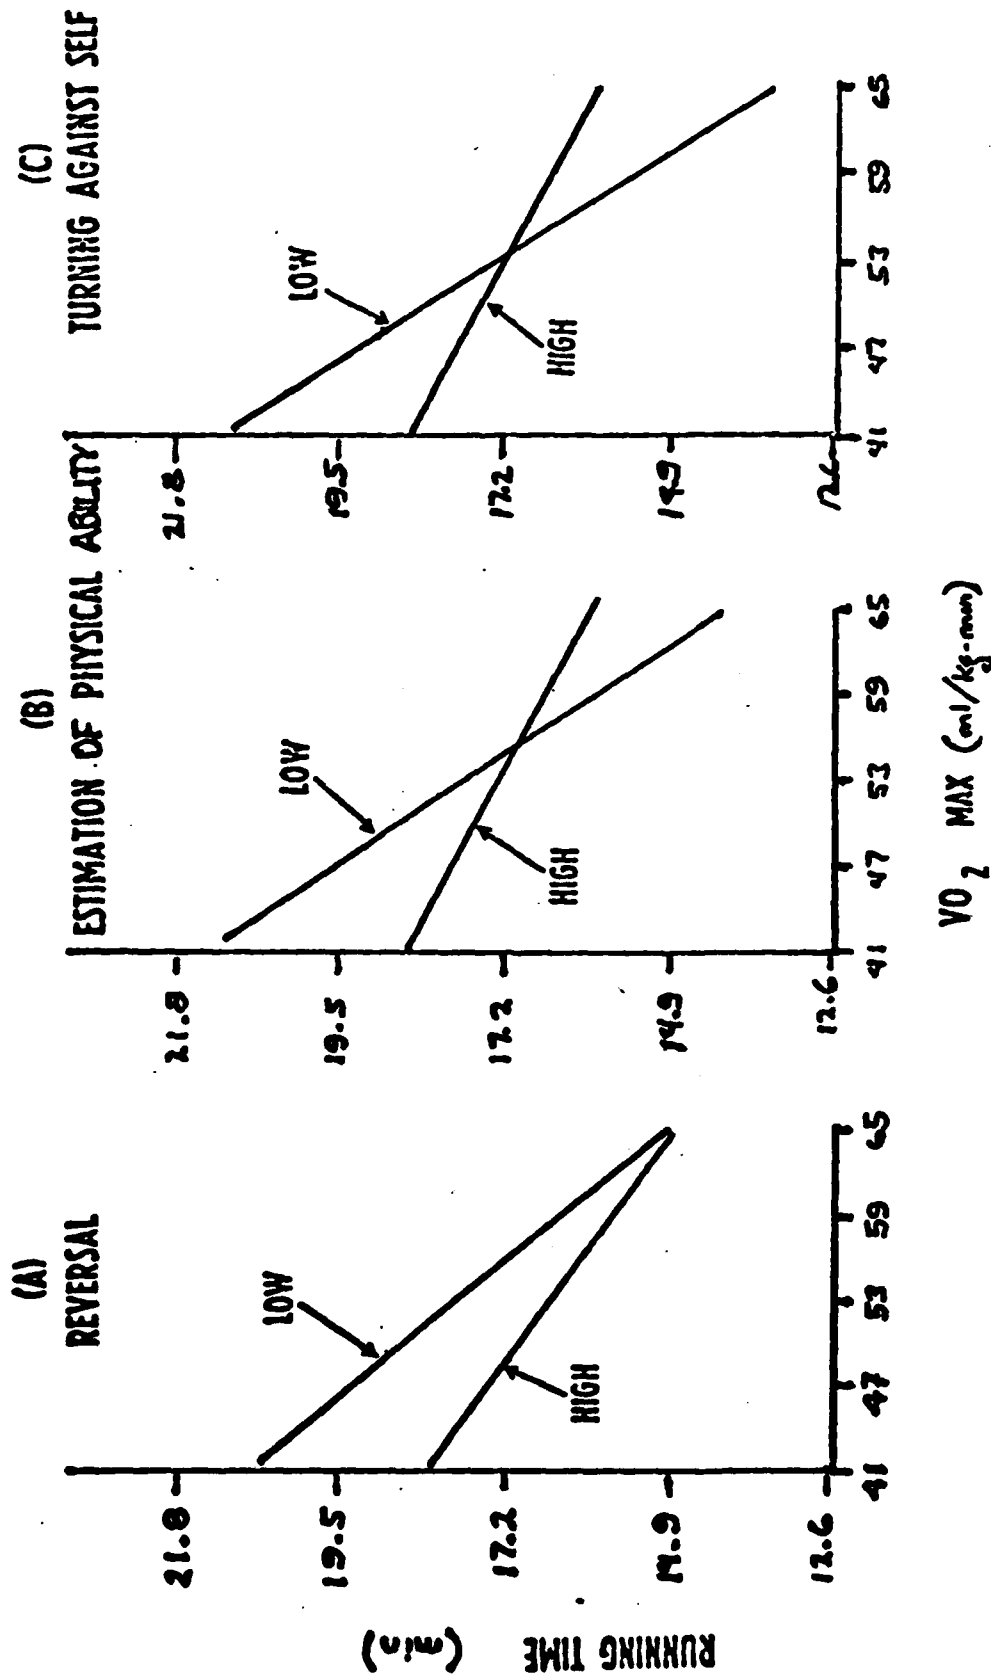 (A)
REVERSAL
RUNNING TIME
(min)
21.8
19.5
17.2
14.9
12.6
LOW
HIGH
41
47
53
59
65
(B)
ESTIMATION OF PHYSICAL ABILITY
21.8
19.5
17.2
14.9
12.6
LOW
HIGH
41
47
53
59
65
VO2 MAX (ml/kg-min)
(C)
TURNING AGAINST SELF
21.8
19.5
17.2
14.9
12.6
LOW
HIGH
41
47
53
59
65